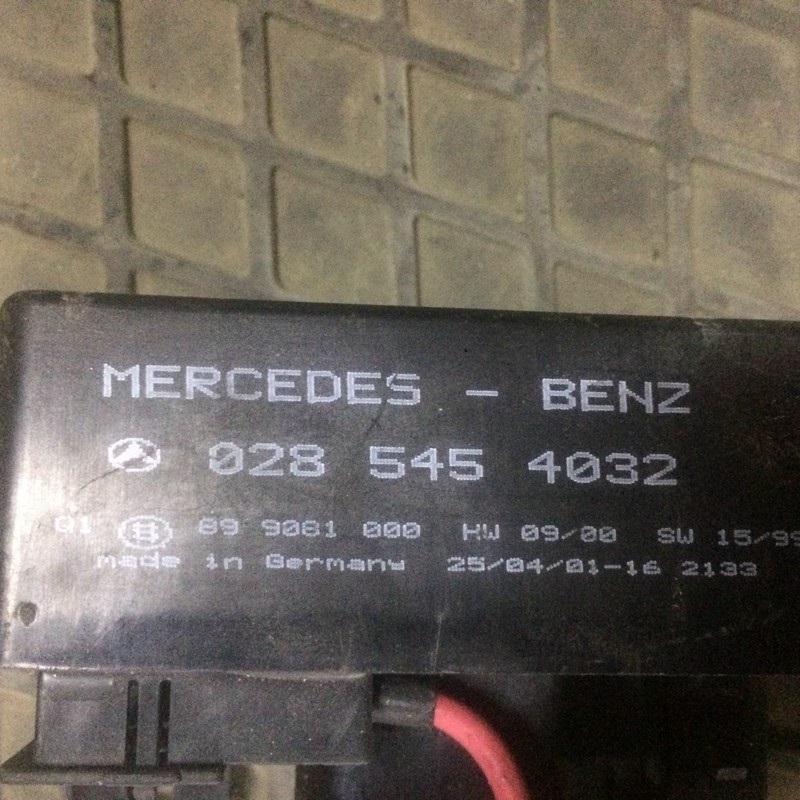 MERCEDES - BENZ
028 545 4032
Q1 S 89 9081 000 HW 09/00 SW 15/99
made in Germany 25/04/01-16 2133